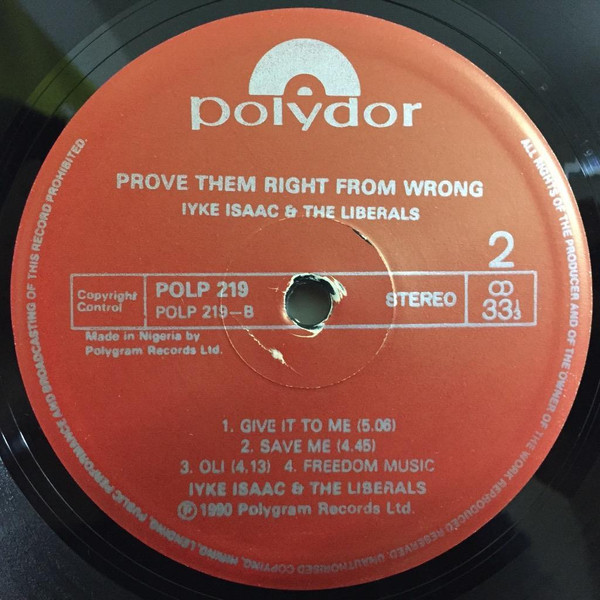 polydor
PROVE THEM RIGHT FROM WRONG
IYKE ISAAC & THE LIBERALS
2
Copyright
Control
POLP 219
POLP 219-B
STEREO
33⅓
Made in Nigeria by
Polygram Records Ltd.
1. GIVE IT TO ME (5.06)
2. SAVE ME (4.45)
3. OLI (4.13) 4. FREEDOM MUSIC
IYKE ISAAC & THE LIBERALS
℗ 1990 Polygram Records Ltd.
ALL RIGHTS OF THE PRODUCER AND OF THE OWNER OF THE WORK REPRODUCED RESERVED. UNAUTHORISED COPYING, HIRING, LENDING, PUBLIC PERFORMANCE AND BROADCASTING OF THIS RECORD PROHIBITED.